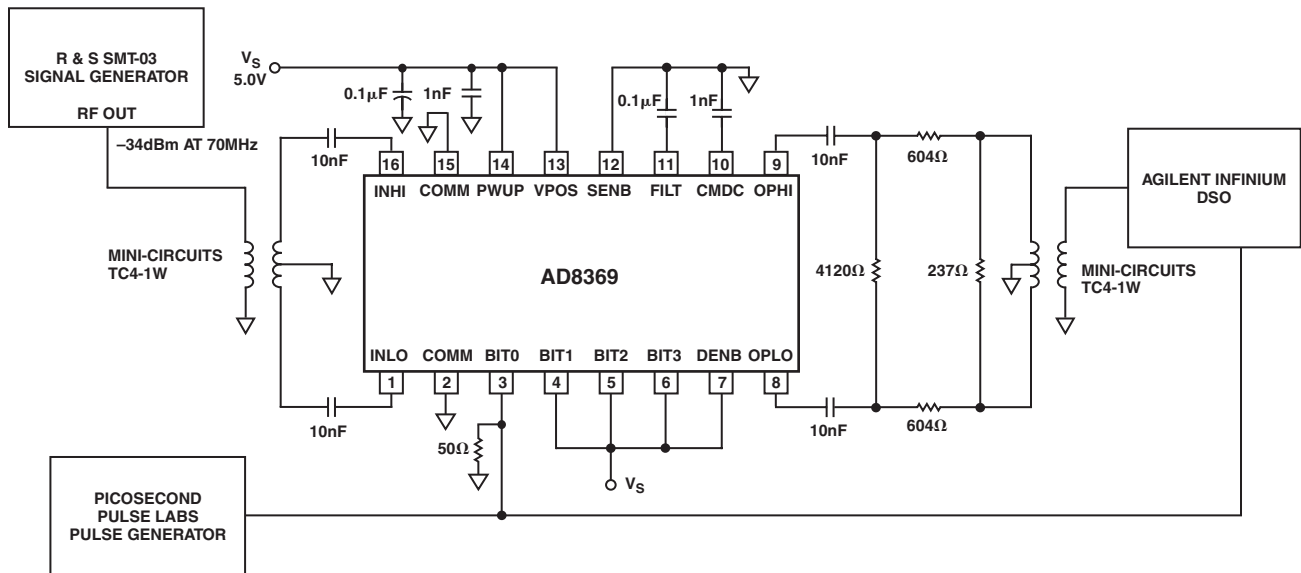 R & S SMT-03
SIGNAL GENERATOR
RF OUT
–34dBm AT 70MHz
VS
5.0V
0.1μF
1nF
0.1μF
1nF
10nF
10nF
604Ω
16
15
14
13
12
11
10
9
INHI
COMM
PWUP
VPOS
SENB
FILT
CMDC
OPHI
AGILENT INFINIUM
DSO
MINI-CIRCUITS
TC4-1W
AD8369
4120Ω
237Ω
MINI-CIRCUITS
TC4-1W
INLO
COMM
BIT0
BIT1
BIT2
BIT3
DENB
OPLO
1
2
3
4
5
6
7
8
10nF
10nF
604Ω
50Ω
VS
PICOSECOND
PULSE LABS
PULSE GENERATOR